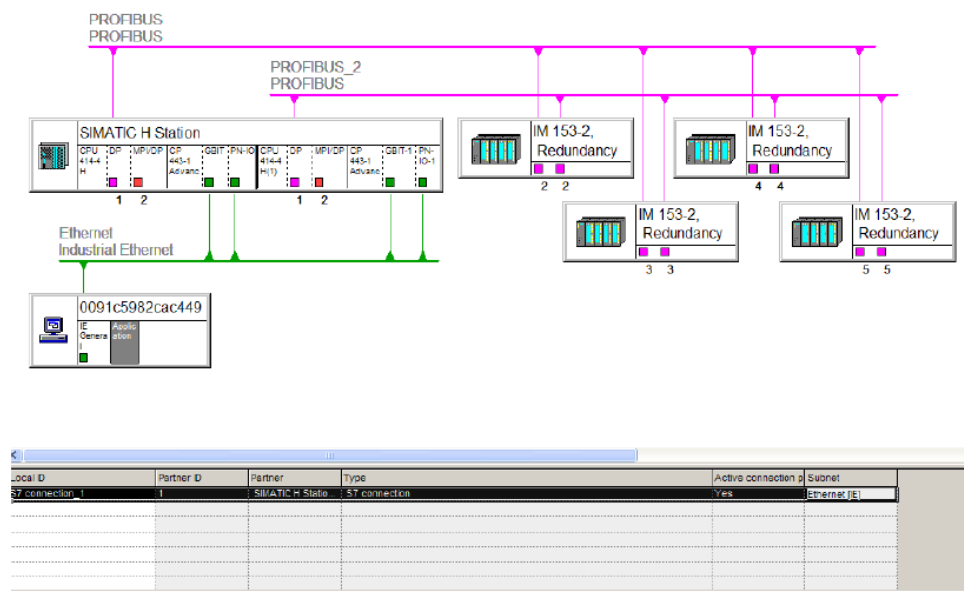 PROFIBUS
PROFIBUS
PROFIBUS_2
PROFIBUS
SIMATIC H Station
CPU 414-4 H
DP
MPI/DP
CP 443-1 Advanc
GBIT
PN-IO
CPU 414-4 H(1)
DP
MPI/DP
CP 443-1 Advanc
GBIT-1
PN-IO-1
1 2
1 2
IM 153-2,
Redundancy
2 2
IM 153-2,
Redundancy
4 4
IM 153-2,
Redundancy
3 3
IM 153-2,
Redundancy
5 5
Ethernet
Industrial Ethernet
0091c5982cac449
IE Genera l
Applic ation
Local ID Partner ID Partner Type Active connection p Subnet
S7 connection_1 1 SIMATIC H Statio... S7 connection Yes Ethernet [IE]